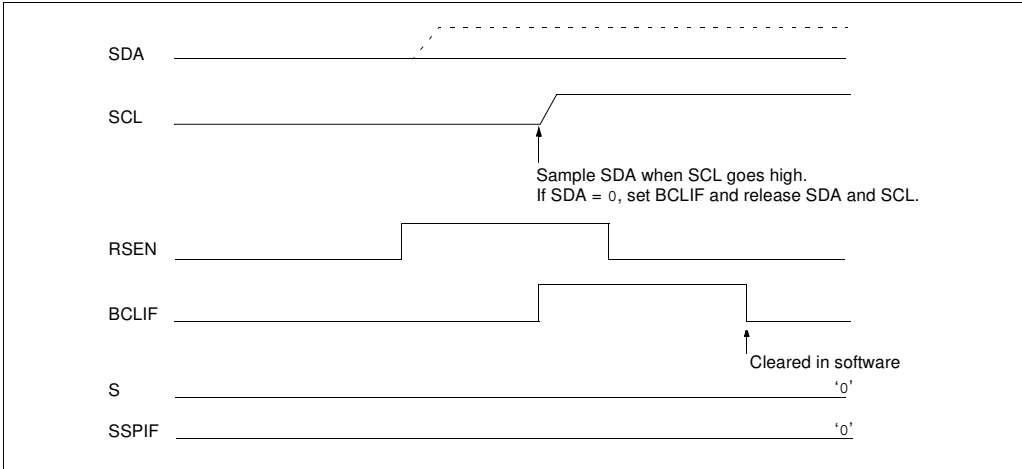 SDA
SCL
Sample SDA when SCL goes high.
If SDA = 0, set BCLIF and release SDA and SCL.
RSEN
BCLIF
Cleared in software
S
‘0’
SSPIF
‘0’